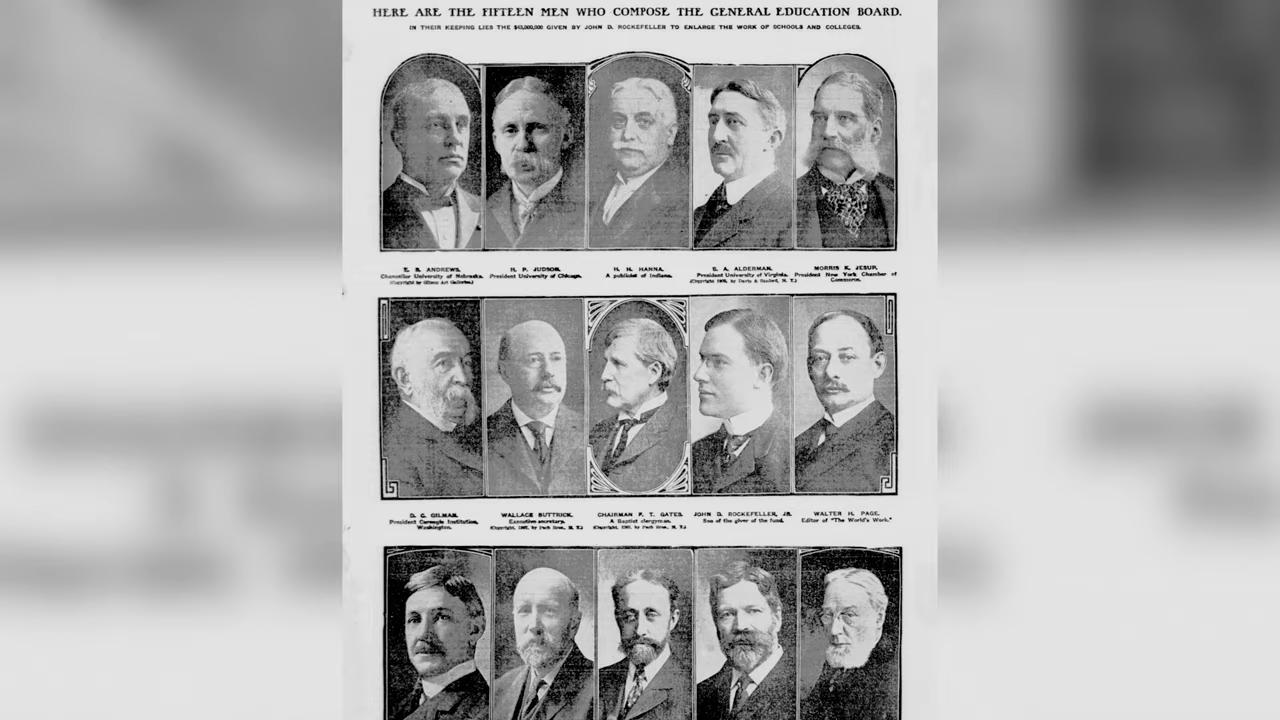 HERE ARE THE FIFTEEN MEN WHO COMPOSE THE GENERAL EDUCATION BOARD.
IN THEIR KEEPING LIES THE $43,000,000 GIVEN BY JOHN D. ROCKEFELLER TO ENLARGE THE WORK OF SCHOOLS AND COLLEGES.
E. B. ANDREWS,
Chancellor University of Nebraska.
H. P. JUDSON,
President University of Chicago.
H. H. HANNA,
A publicist of Indiana.
E. A. ALDERMAN,
President University of Virginia.
MORRIS K. JESUP,
President New York Chamber of
Commerce.
D. C. GILMAN,
President Carnegie Institution,
Washington.
WALLACE BUTTRICK,
Executive secretary.
CHAIRMAN F. T. GATES,
A Baptist clergyman.
JOHN D. ROCKEFELLER, JR.
Son of the giver of the fund.
WALTER H. PAGE,
Editor of "The World's Work."